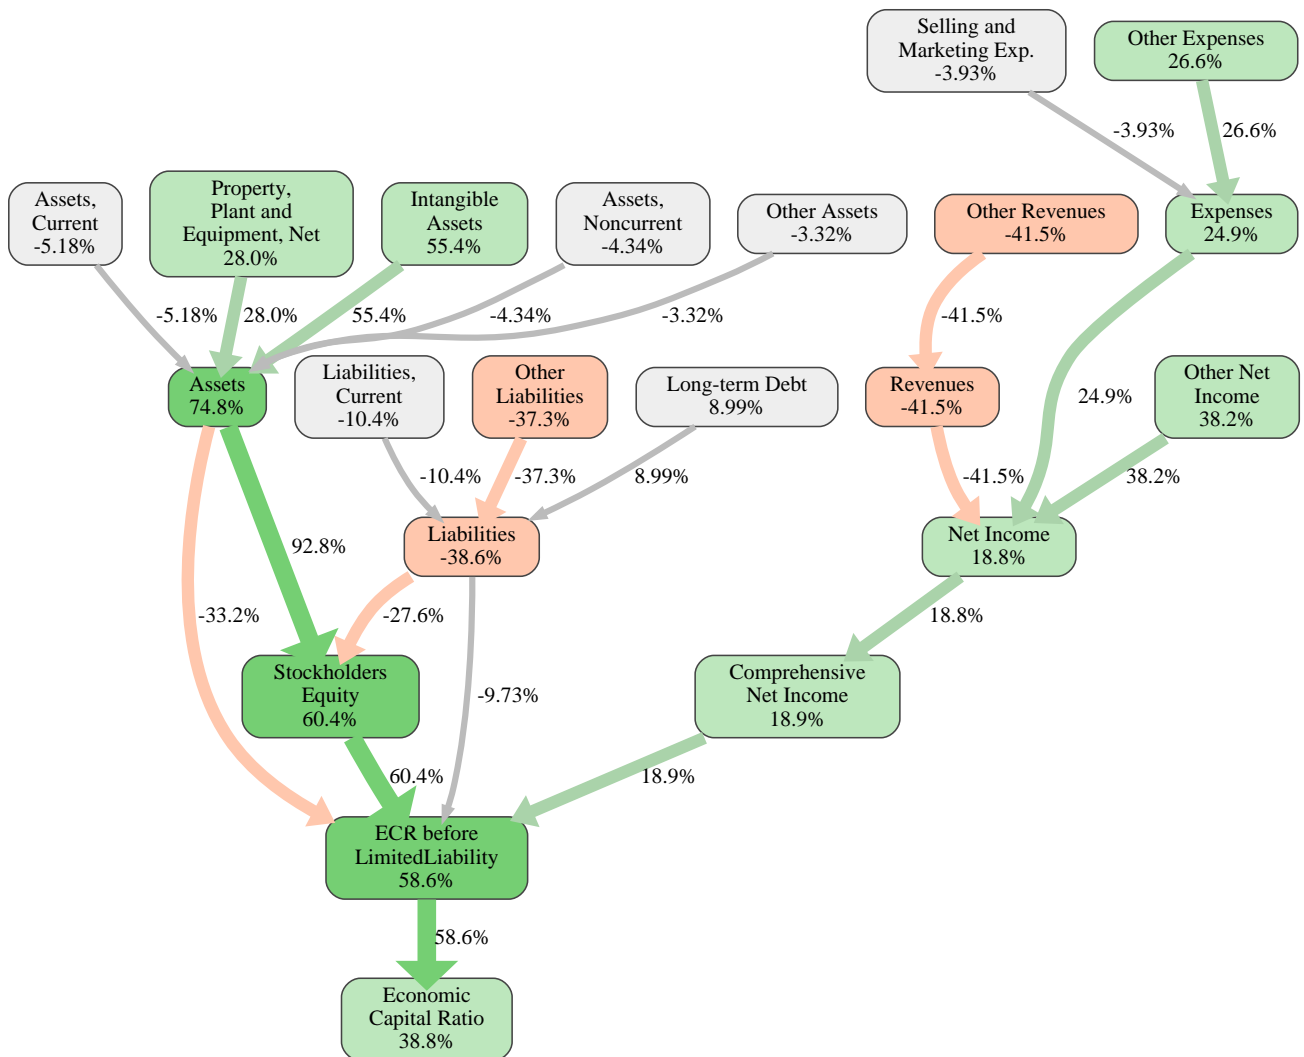 Selling and
Marketing Exp.
-3.93%
Other Expenses
26.6%
-3.93%
26.6%
Assets,
Current
-5.18%
Property,
Plant and
Equipment, Net
28.0%
Intangible
Assets
55.4%
Assets,
Noncurrent
-4.34%
Other Assets
-3.32%
Other Revenues
-41.5%
Expenses
24.9%
-5.18%
28.0%
55.4%
-4.34%
-3.32%
-41.5%
24.9%
Assets
74.8%
Liabilities,
Current
-10.4%
Other
Liabilities
-37.3%
Long-term Debt
8.99%
Revenues
-41.5%
Other Net
Income
38.2%
-10.4%
-37.3%
8.99%
-41.5%
38.2%
92.8%
Liabilities
-38.6%
Net Income
18.8%
-33.2%
-27.6%
18.8%
Stockholders
Equity
60.4%
-9.73%
Comprehensive
Net Income
18.9%
60.4%
18.9%
ECR before
LimitedLiability
58.6%
58.6%
Economic
Capital Ratio
38.8%